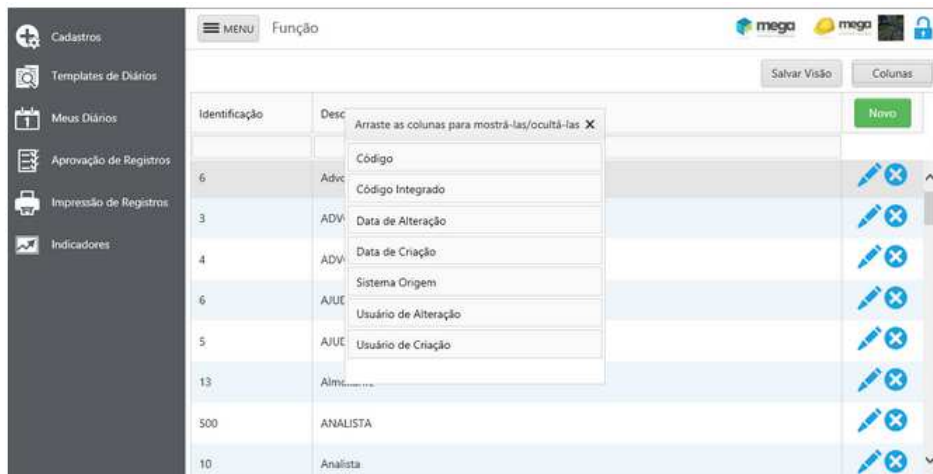 Cadastros
Templates de Diários
Meus Diários
Aprovação de Registros
Impressão de Registros
Indicadores
MENU Função mega mega
Salvar Visão Colunas
Identificação Desc Novo
Arraste as colunas para mostrá-las/ocultá-las X
Código
Código Integrado
Data de Alteração
Data de Criação
Sistema Origem
Usuário de Alteração
Usuário de Criação
6 Advo
3 ADV
4 ADV
6 AJUD
5 AJUD
13
500 ANALISTA
10 Analista